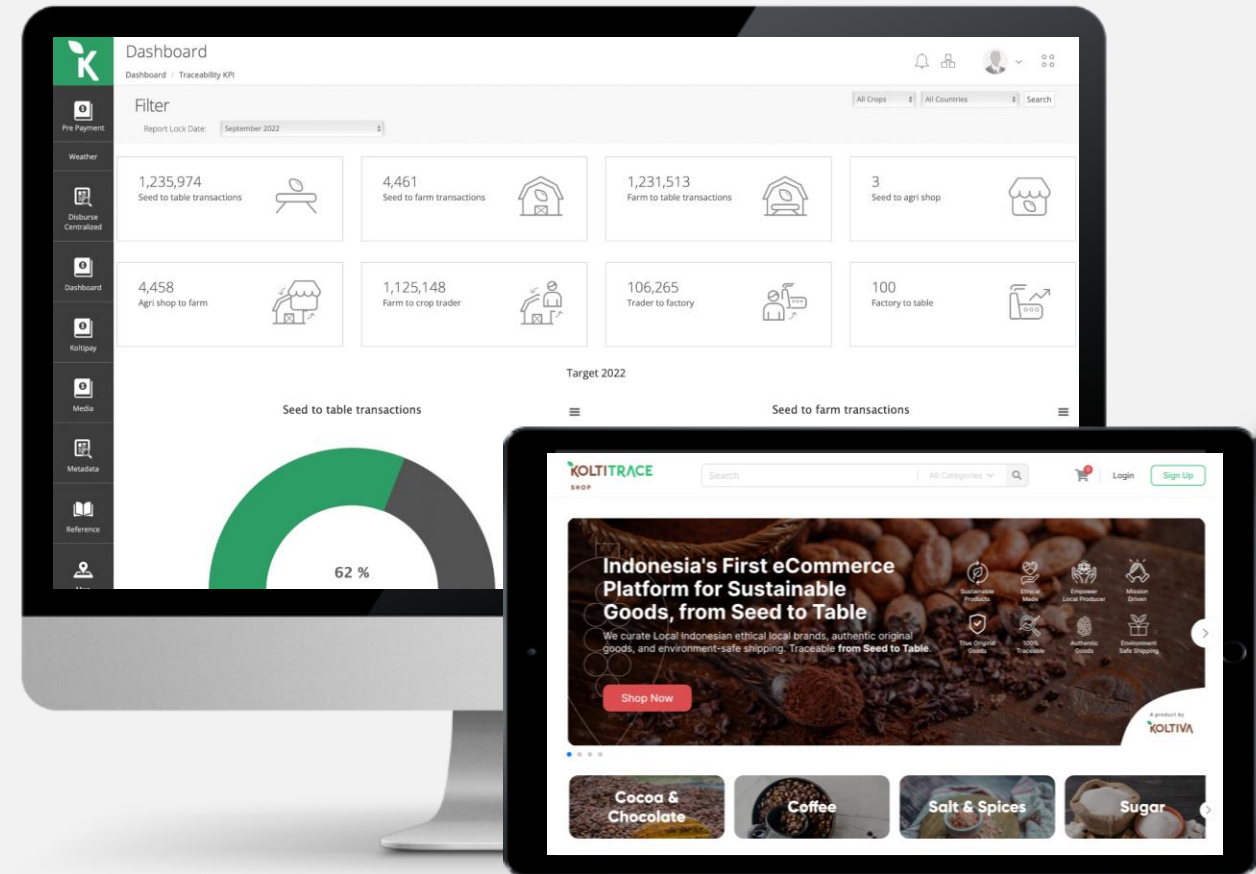 Dashboard
Dashboard / Traceability KPI
Filter
Report Lock Date: September 2022
All Crops All Countries Search
Pre Payment
Weather
Disburse
Centralized
Dashboard
Koltipay
Media
Metadata
Reference
1,235,974
Seed to table transactions
4,461
Seed to farm transactions
1,231,513
Farm to table transactions
3
Seed to agri shop
4,458
Agri shop to farm
1,125,148
Farm to crop trader
106,265
Trader to factory
100
Factory to table
Target 2022
Seed to table transactions
Seed to farm transactions
62 %
KOLTITRACE
SHOP
Search
All Categories
0
Login
Sign Up
Indonesia's First eCommerce
Platform for Sustainable
Goods, from Seed to Table
We curate Local Indonesian ethical local brands, authentic original
goods, and environment-safe shipping. Traceable from Seed to Table.
Shop Now
Sustainable
Products
Ethical
Made
Empower
Local Producer
Mission
Driven
True Original
Goods
100%
Traceable
Authentic
Goods
Environment
Safe Shipping
A product by
KOLTIVA
Cocoa &
Chocolate
Coffee
Salt & Spices
Sugar